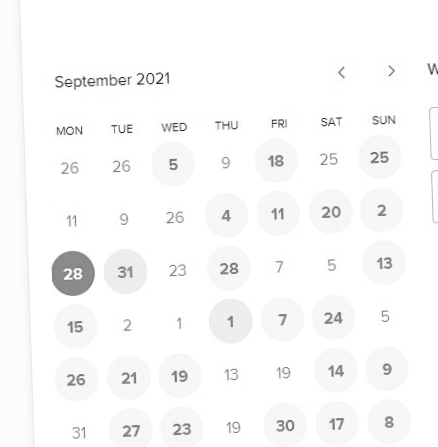 September 2021 < >
W
MON TUE WED THU FRI SAT SUN
26 26 5 9 18 25 25
11 9 26 4 11 20 2
28 31 23 28 7 5 13
15 2 1 1 7 24 5
26 21 19 13 19 14 9
31 27 23 19 30 17 8